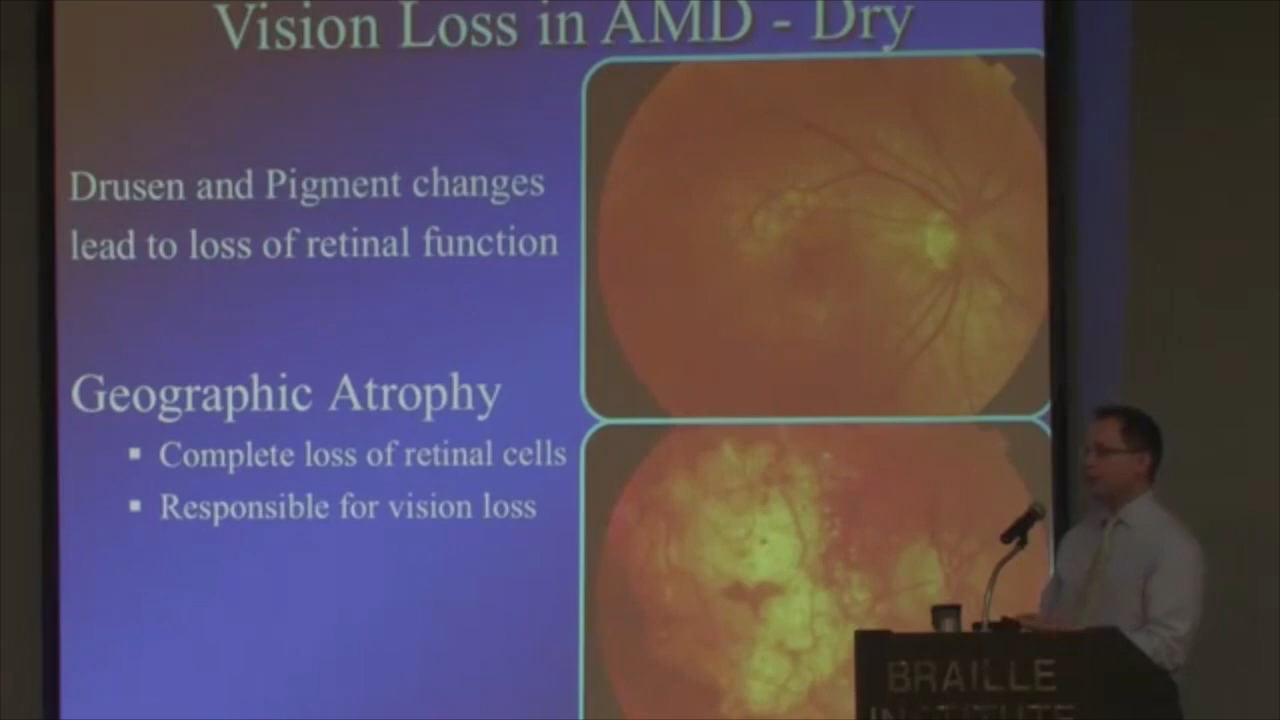 Vision Loss in AMD - Dry
Drusen and Pigment changes
lead to loss of retinal function
Geographic Atrophy
▪ Complete loss of retinal cells
▪ Responsible for vision loss
BRAILLE
INSTITUTE